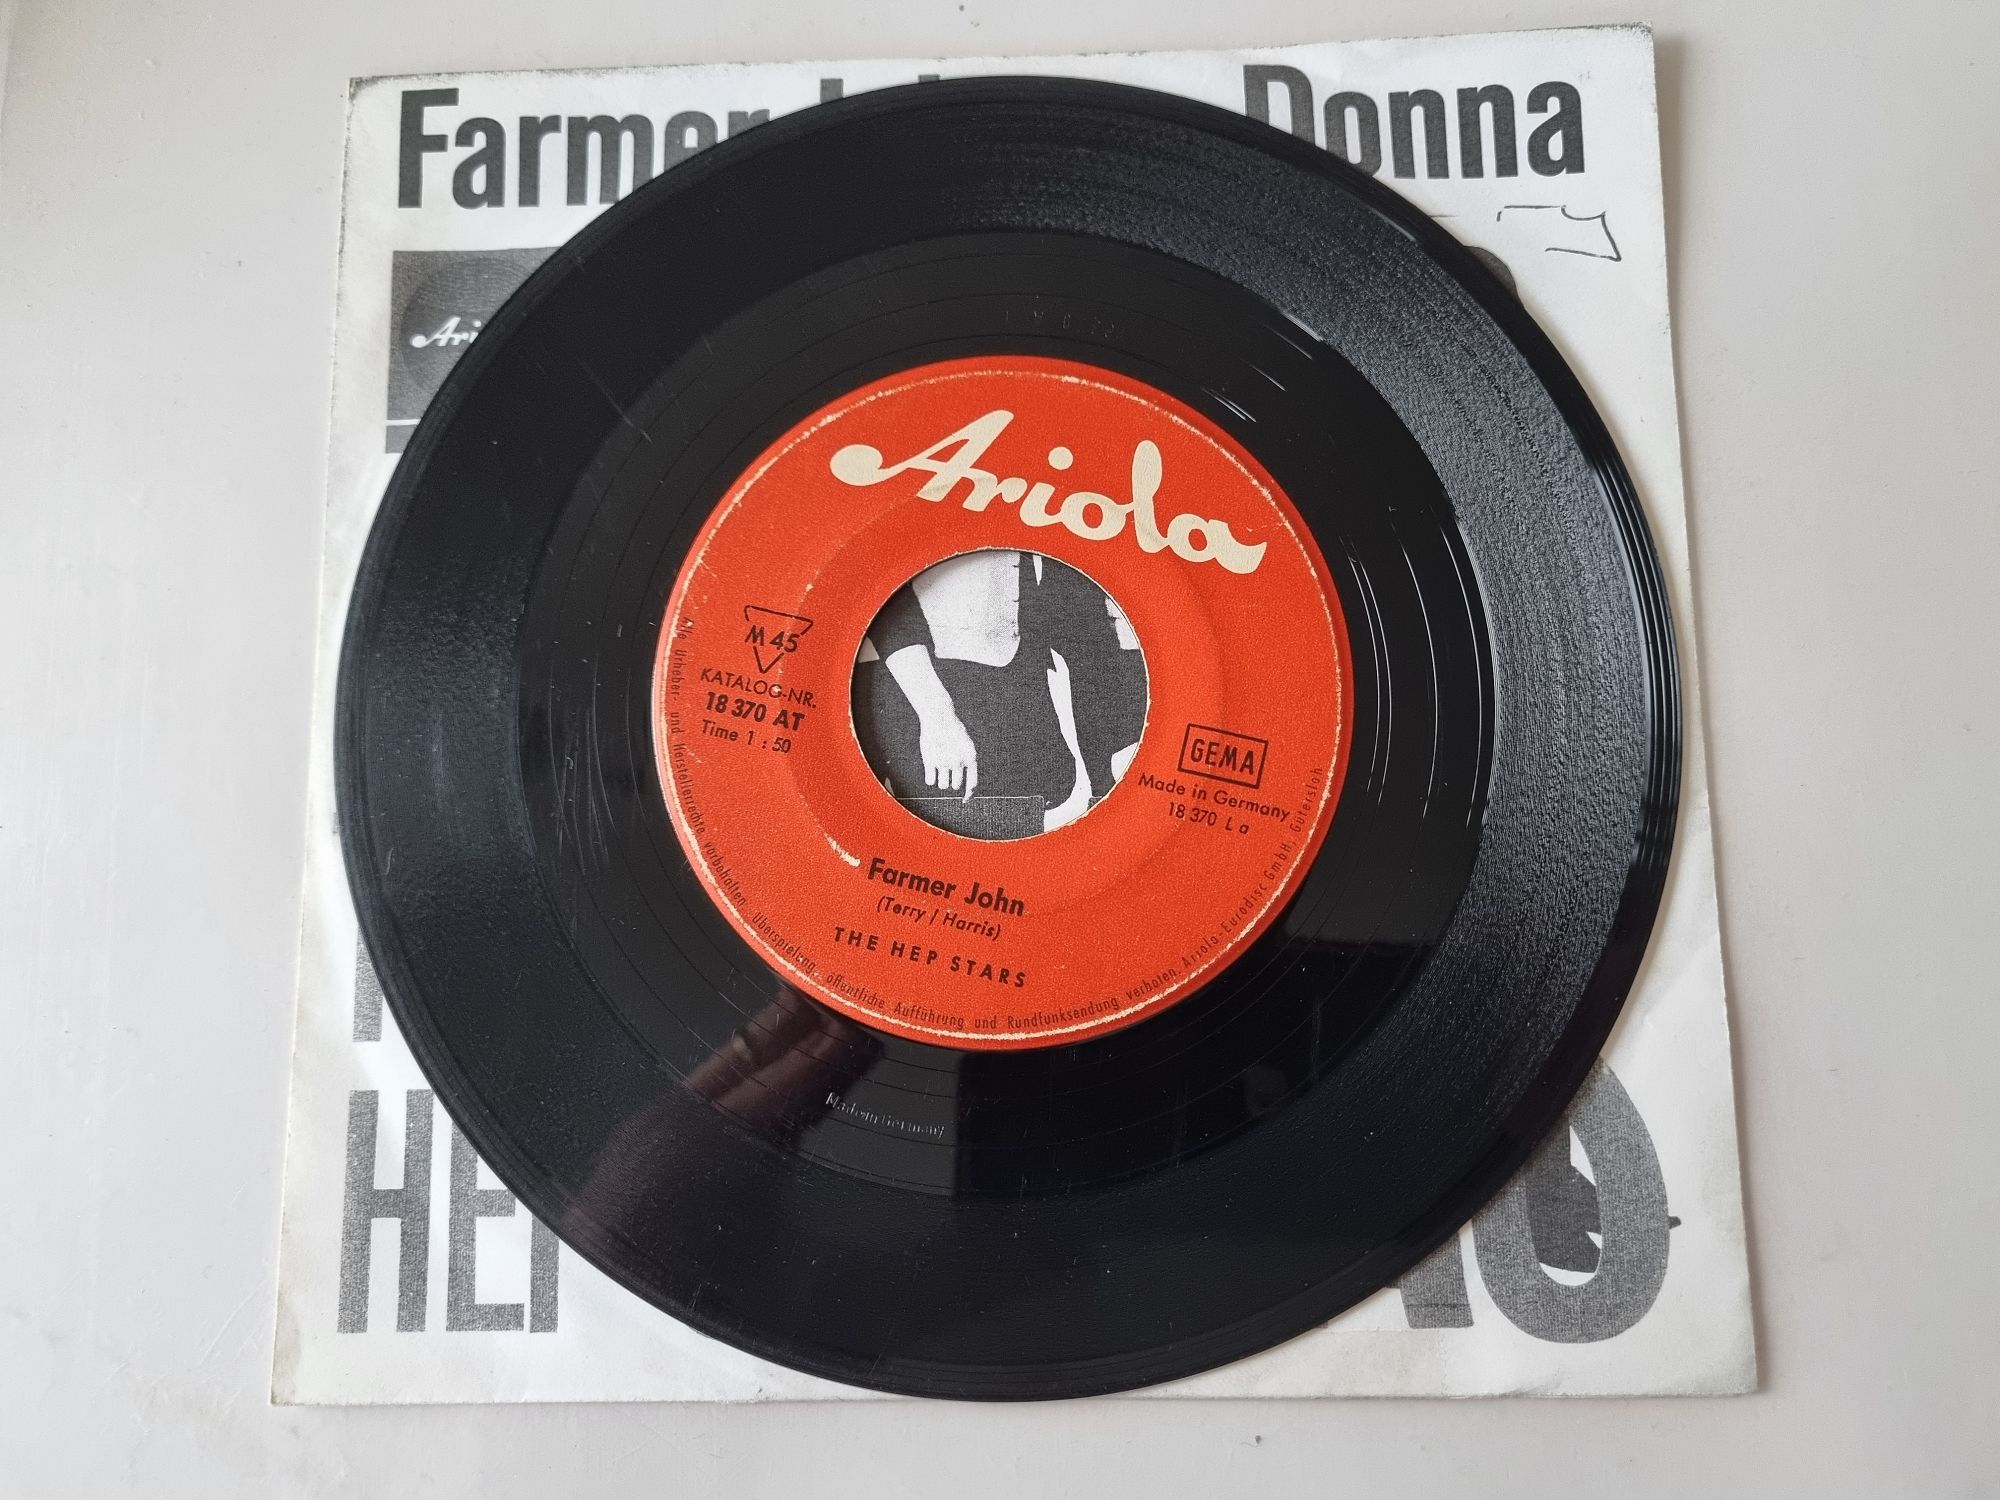 Farmer
Donna
Ari
Ariola
M 45
KATALOG-NR.
18 370 AT
Time 1 : 50
GEMA
Made in Germany
18 370 L a
Farmer John
(Terry / Harris)
THE HEP STARS
Alle Urheber- und Herstellerrechte vorbehalten. Überspielung, öffentliche Aufführung und Rundfunksendung verboten. Ariola-Eurodisc GmbH, Gütersloh
Made in Germany
HEP